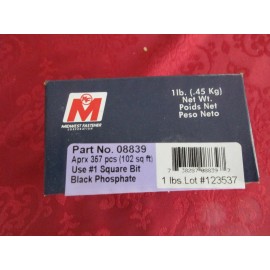 M
MIDWEST FASTENER
CORPORATION
1lb. (.45 Kg)
Net Wt.
Poids Net
Peso Neto
Part No. 08839
Aprx 367 pcs (102 sq ft)
Use #1 Square Bit
Black Phosphate
1 lbs Lot #123537